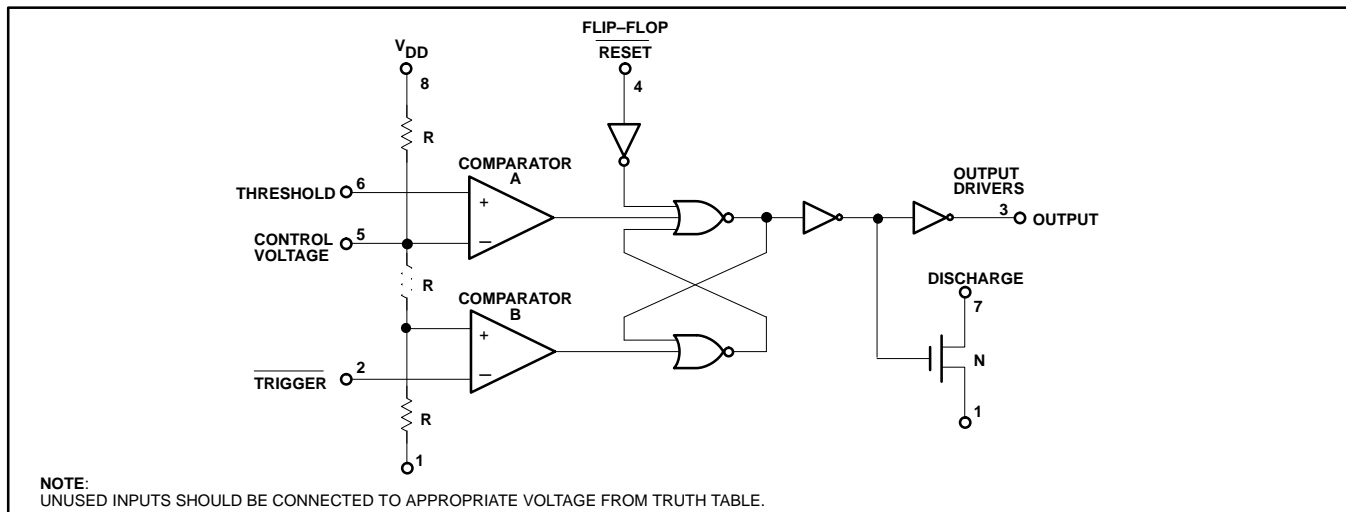 FLIP–FLOP
RESET
4
VDD
8
R
COMPARATOR
A
THRESHOLD
6
+
–
CONTROL
VOLTAGE
5
OUTPUT
DRIVERS
3
OUTPUT
R
COMPARATOR
B
+
–
DISCHARGE
7
N
1
TRIGGER
2
R
1
NOTE:
UNUSED INPUTS SHOULD BE CONNECTED TO APPROPRIATE VOLTAGE FROM TRUTH TABLE.